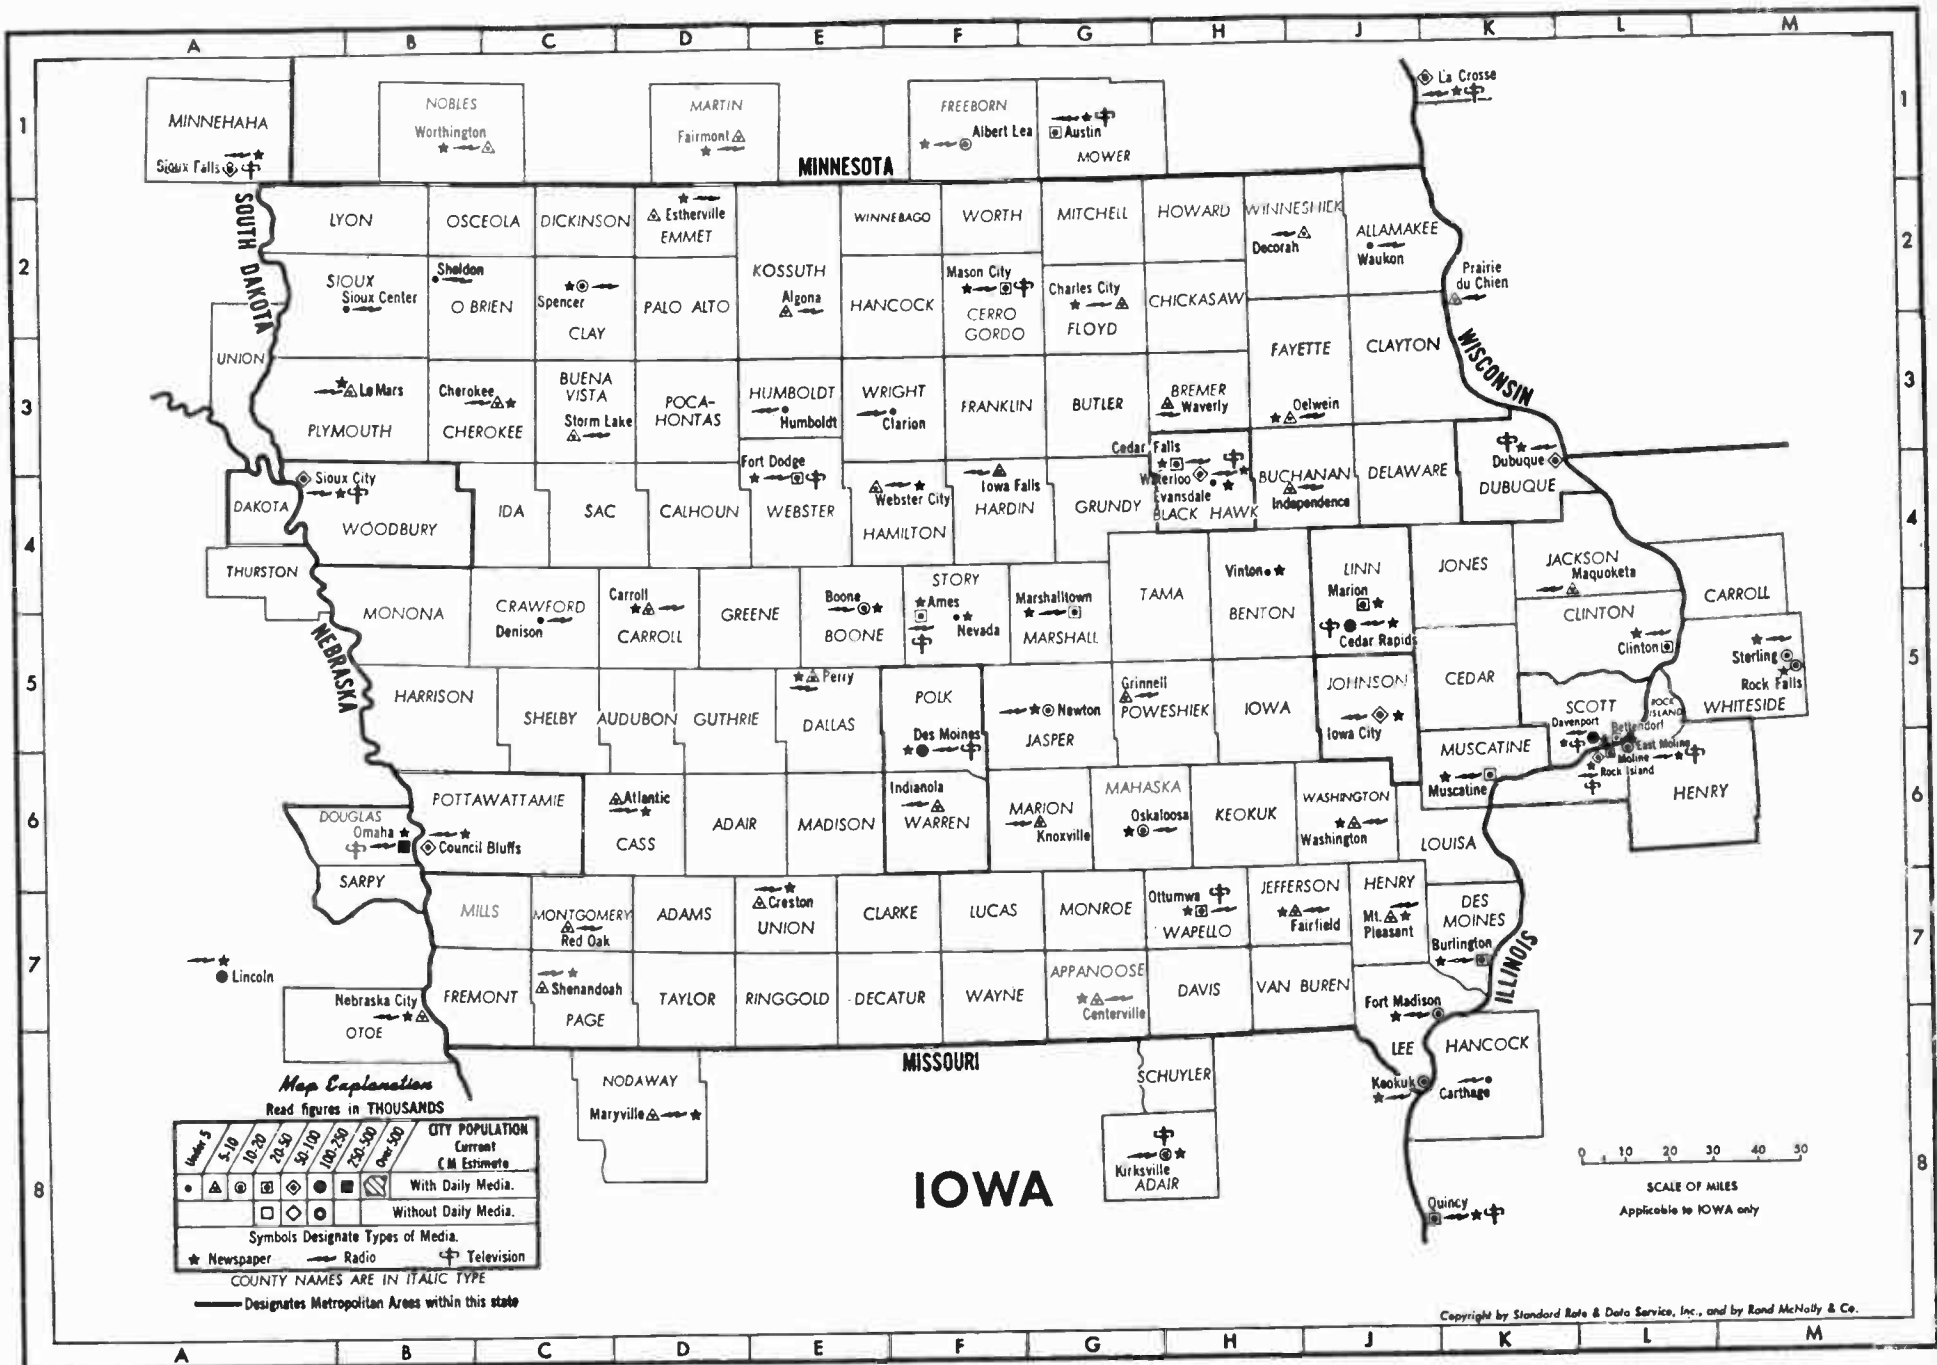 A B C D E F G H J K L M
1 1
La Crosse
MINNEHAHA
Sioux Falls
NOBLES
Worthington
MARTIN
Fairmont
FREEBORN
Albert Lea
Austin
MOWER
MINNESOTA
SOUTH DAKOTA
LYON
OSCEOLA
DICKINSON
Estherville
EMMET
WINNEBAGO
WORTH
MITCHELL
HOWARD
WINNESHIEK
Decorah
ALLAMAKEE
Waukon
2 2
SIOUX
Sioux Center
Sheldon
O BRIEN
Spencer
CLAY
PALO ALTO
KOSSUTH
Algona
HANCOCK
Mason City
CERRO
GORDO
Charles City
FLOYD
CHICKASAW
Prairie
du Chien
FAYETTE
CLAYTON
WISCONSIN
UNION
3 3
Le Mars
PLYMOUTH
Cherokee
CHEROKEE
BUENA
VISTA
Storm Lake
POCA-
HONTAS
HUMBOLDT
Humboldt
WRIGHT
Clarion
FRANKLIN
BUTLER
BREMER
Waverly
Oelwein
Sioux City
DAKOTA
WOODBURY
IDA
SAC
CALHOUN
Fort Dodge
WEBSTER
Webster City
HAMILTON
Iowa Falls
HARDIN
GRUNDY
Cedar Falls
Waterloo
Evansdale
BLACK HAWK
BUCHANAN
Independence
DELAWARE
Dubuque
DUBUQUE
4 4
THURSTON
NEBRASKA
MONONA
CRAWFORD
Denison
Carroll
CARROLL
GREENE
Boone
BOONE
STORY
Ames
Nevada
Marshalltown
MARSHALL
TAMA
Vinton
BENTON
LINN
Marion
Cedar Rapids
JONES
JACKSON
Maquoketa
CLINTON
Clinton
CARROLL
Sterling
Rock Falls
WHITESIDE
5 5
HARRISON
SHELBY
AUDUBON
GUTHRIE
Perry
DALLAS
POLK
Des Moines
Newton
JASPER
Grinnell
POWESHIEK
IOWA
JOHNSON
Iowa City
CEDAR
SCOTT
Davenport
ROCK
ISLAND
Bettendorf
East Moline
Moline
Rock Island
MUSCATINE
Muscatine
HENRY
6 6
DOUGLAS
Omaha
SARPY
POTTAWATTAMIE
Council Bluffs
Atlantic
CASS
ADAIR
MADISON
Indianola
WARREN
MARION
Knoxville
MAHASKA
Oskaloosa
KEOKUK
WASHINGTON
Washington
LOUISA
MILLS
MONTGOMERY
Red Oak
ADAMS
Creston
UNION
CLARKE
LUCAS
MONROE
Ottumwa
WAPELLO
JEFFERSON
Fairfield
HENRY
Mt.
Pleasant
DES
MOINES
Burlington
ILLINOIS
7 7
Lincoln
Nebraska City
OTOE
FREMONT
Shenandoah
PAGE
TAYLOR
RINGGOLD
DECATUR
WAYNE
APPANOOSE
Centerville
DAVIS
VAN BUREN
Fort Madison
LEE
Keokuk
HANCOCK
Carthage
MISSOURI
NODAWAY
Maryville
SCHUYLER
Kirksville
ADAIR
Quincy
IOWA
8 8
Map Explanation
Read figures in THOUSANDS
Under 5 5-10 10-20 20-50 50-100 100-250 250-500 Over 500
CITY POPULATION
Current
CM Estimate
With Daily Media.
Without Daily Media.
Symbols Designate Types of Media.
★ Newspaper Radio Television
COUNTY NAMES ARE IN ITALIC TYPE
Designates Metropolitan Areas within this state
0 5 10 20 30 40 50
SCALE OF MILES
Applicable to IOWA only
Copyright by Standard Rate & Data Service, Inc., and by Rand McNally & Co.
A B C D E F G H J K L M